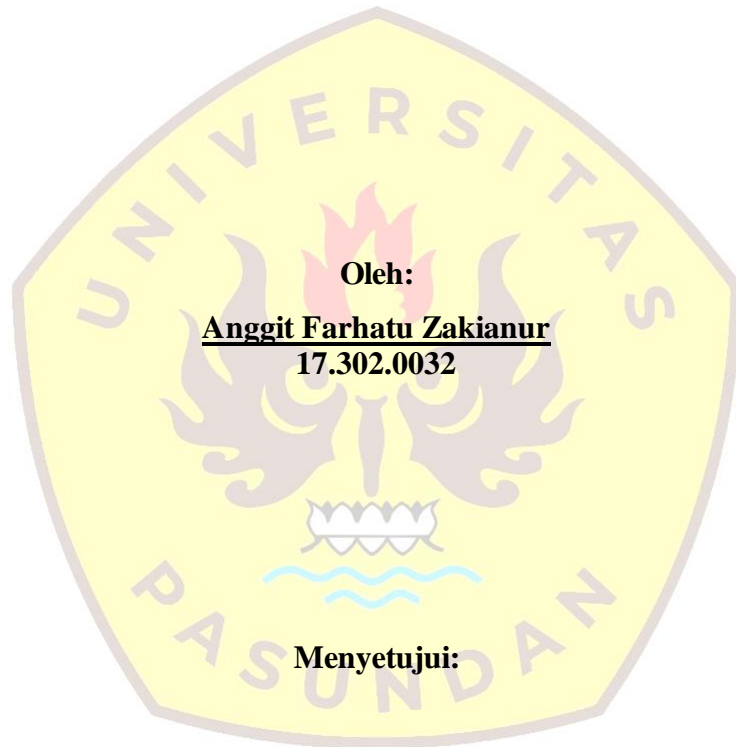 UNIVERSITAS
Oleh:
Anggit Farhatu Zakianur
17.302.0032
Menyetujui:
PASUNDAN